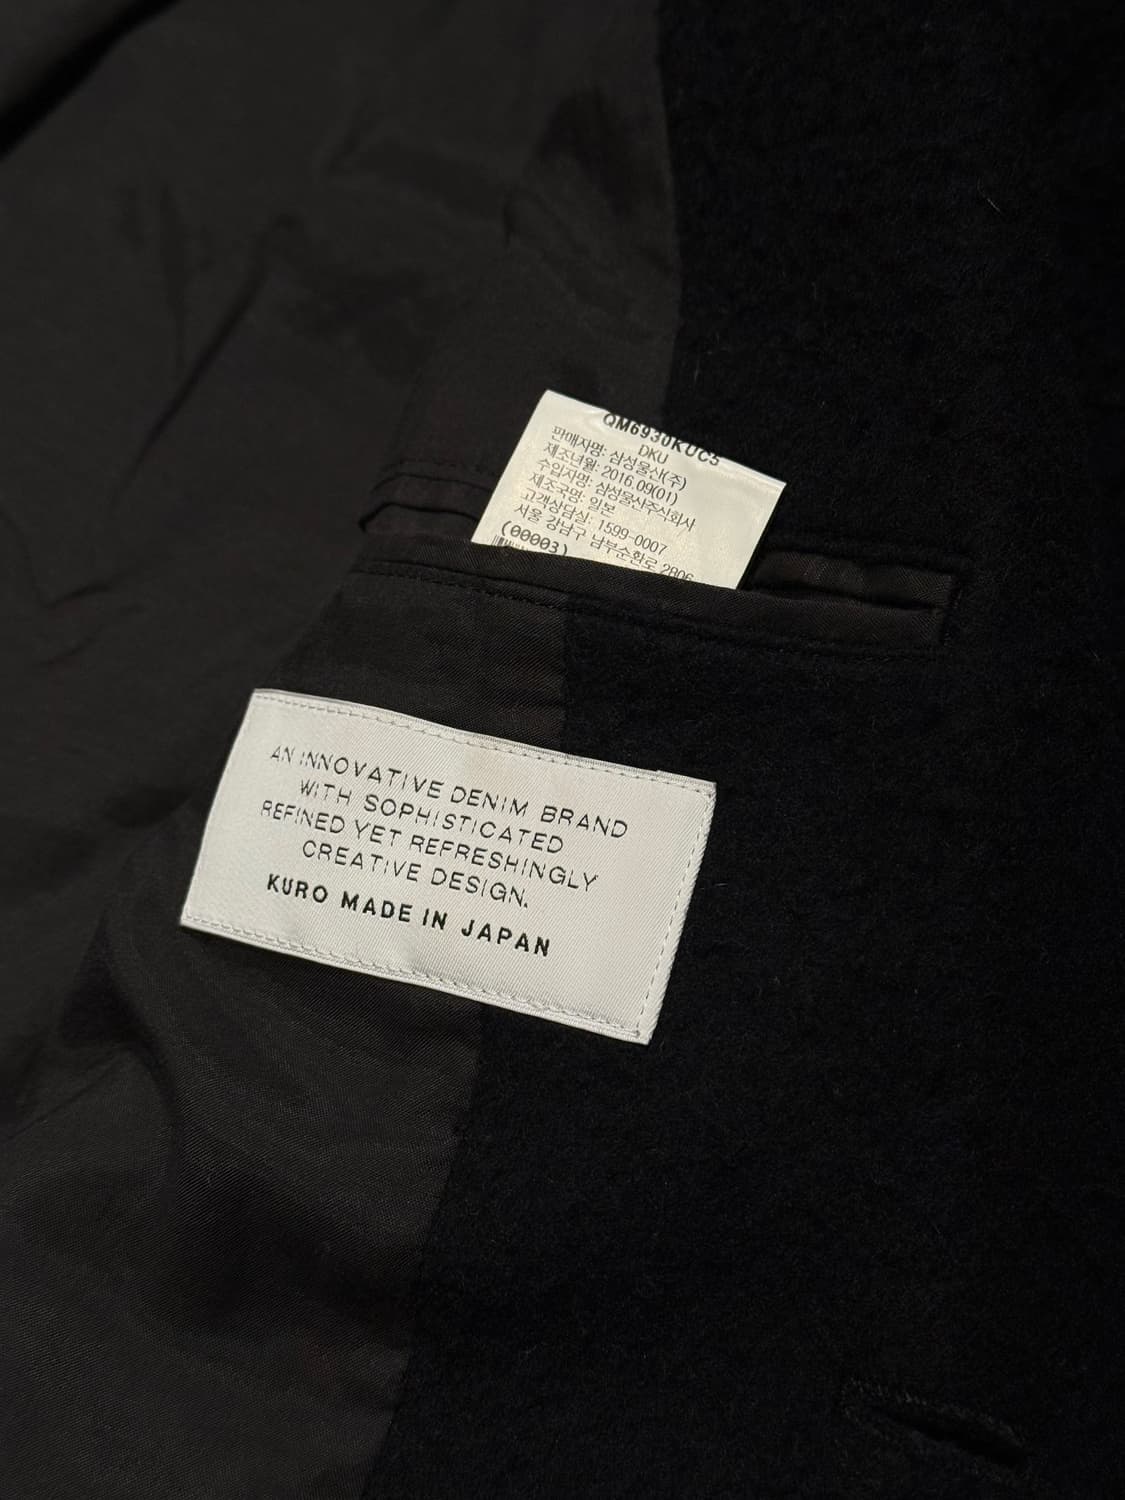 QM6930KUC5
DKU
판매자명: 삼성물산(주)
제조년월: 2016.09(01)
수입자명: 삼성물산주식회사
제조국명: 일본
고객상담실: 1599-0007
서울 강남구 남부순환로 2806
(00003)
AN INNOVATIVE DENIM BRAND
WITH SOPHISTICATED
REFINED YET REFRESHINGLY
CREATIVE DESIGN.
KURO MADE IN JAPAN